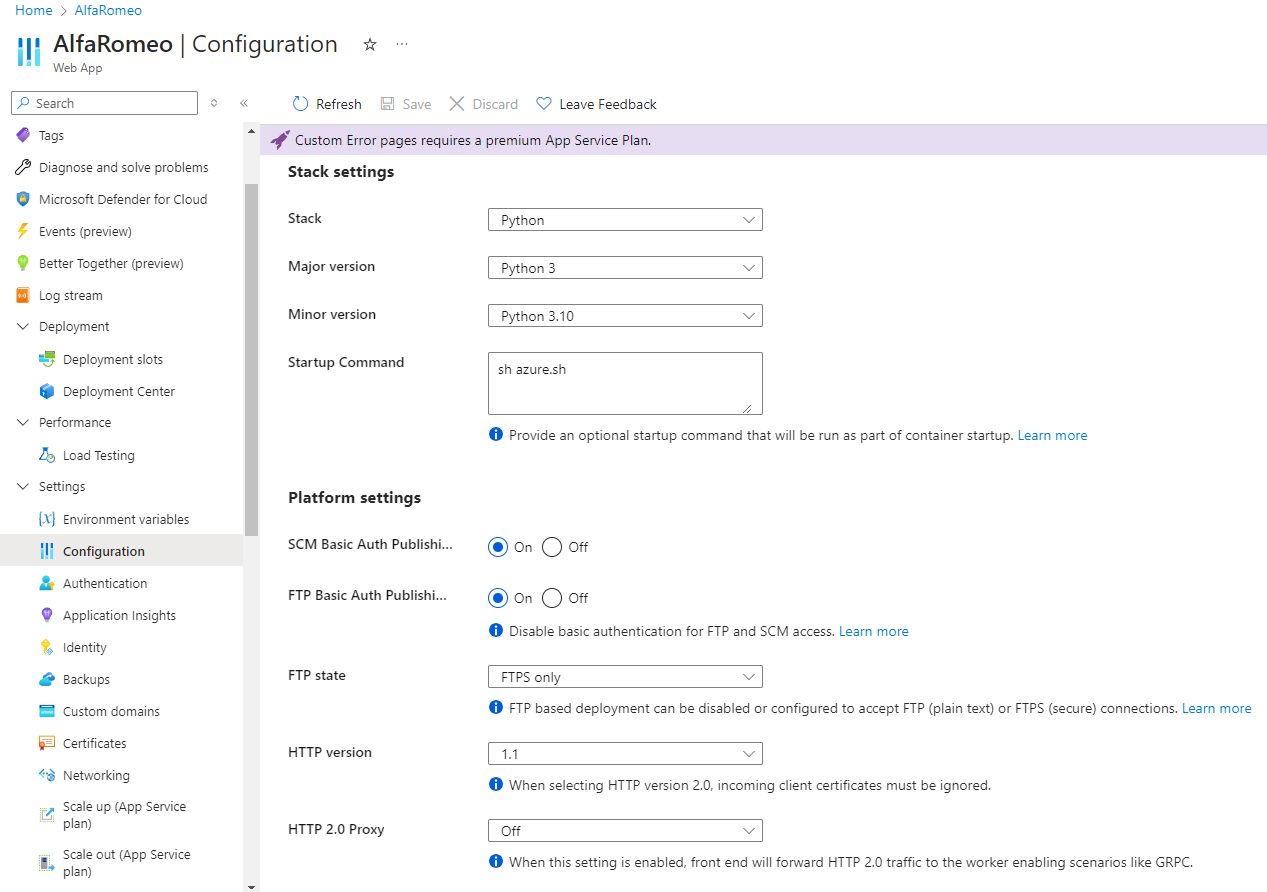 Home > AlfaRomeo
AlfaRomeo | Configuration
Web App
Search
Tags
Diagnose and solve problems
Microsoft Defender for Cloud
Events (preview)
Better Together (preview)
Log stream
Deployment
Deployment slots
Deployment Center
Performance
Load Testing
Settings
Environment variables
Configuration
Authentication
Application Insights
Identity
Backups
Custom domains
Certificates
Networking
Scale up (App Service
plan)
Scale out (App Service
plan)
Refresh Save Discard Leave Feedback
Custom Error pages requires a premium App Service Plan.
Stack settings
Stack Python
Major version Python 3
Minor version Python 3.10
Startup Command sh azure.sh
Provide an optional startup command that will be run as part of container startup. Learn more
Platform settings
SCM Basic Auth Publishi... On Off
FTP Basic Auth Publishi... On Off
Disable basic authentication for FTP and SCM access. Learn more
FTP state FTPS only
FTP based deployment can be disabled or configured to accept FTP (plain text) or FTPS (secure) connections. Learn more
HTTP version 1.1
When selecting HTTP version 2.0, incoming client certificates must be ignored.
HTTP 2.0 Proxy Off
When this setting is enabled, front end will forward HTTP 2.0 traffic to the worker enabling scenarios like GRPC.